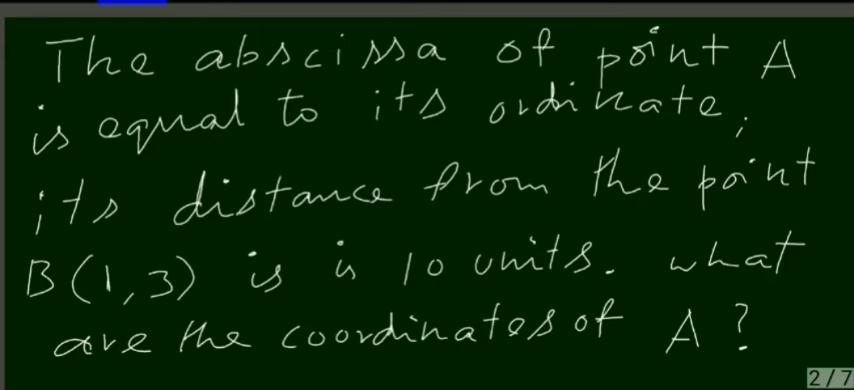 The abscissa of point A
is equal to its ordinate,
its distance from the point
B(1,3) is is 10 units. what
are the coordinates of A?
2/7